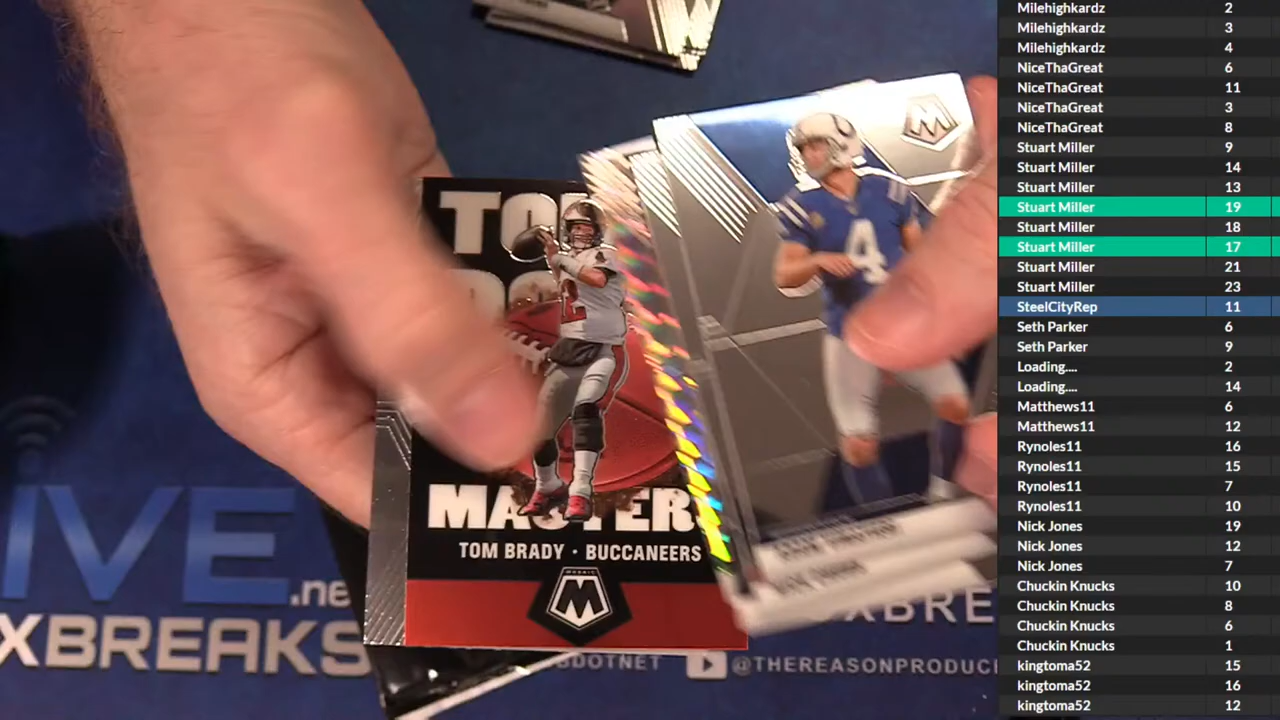 TOM BRADY • BUCCANEERS
MOSAIC
M
4
IVE.ne
XBREAKS
XBRE
SDOTNET
@THEREASONPRODUC
Milehighkardz 2
Milehighkardz 3
Milehighkardz 4
NiceThaGreat 6
NiceThaGreat 11
NiceThaGreat 3
NiceThaGreat 8
Stuart Miller 9
Stuart Miller 14
Stuart Miller 13
Stuart Miller 19
Stuart Miller 18
Stuart Miller 17
Stuart Miller 21
Stuart Miller 23
SteelCityRep 11
Seth Parker 6
Seth Parker 9
Loading.... 2
Loading.... 14
Matthews11 6
Matthews11 12
Rynoles11 16
Rynoles11 15
Rynoles11 7
Rynoles11 10
Nick Jones 19
Nick Jones 12
Nick Jones 7
Chuckin Knucks 10
Chuckin Knucks 8
Chuckin Knucks 6
Chuckin Knucks 1
kingtoma52 15
kingtoma52 16
kingtoma52 12